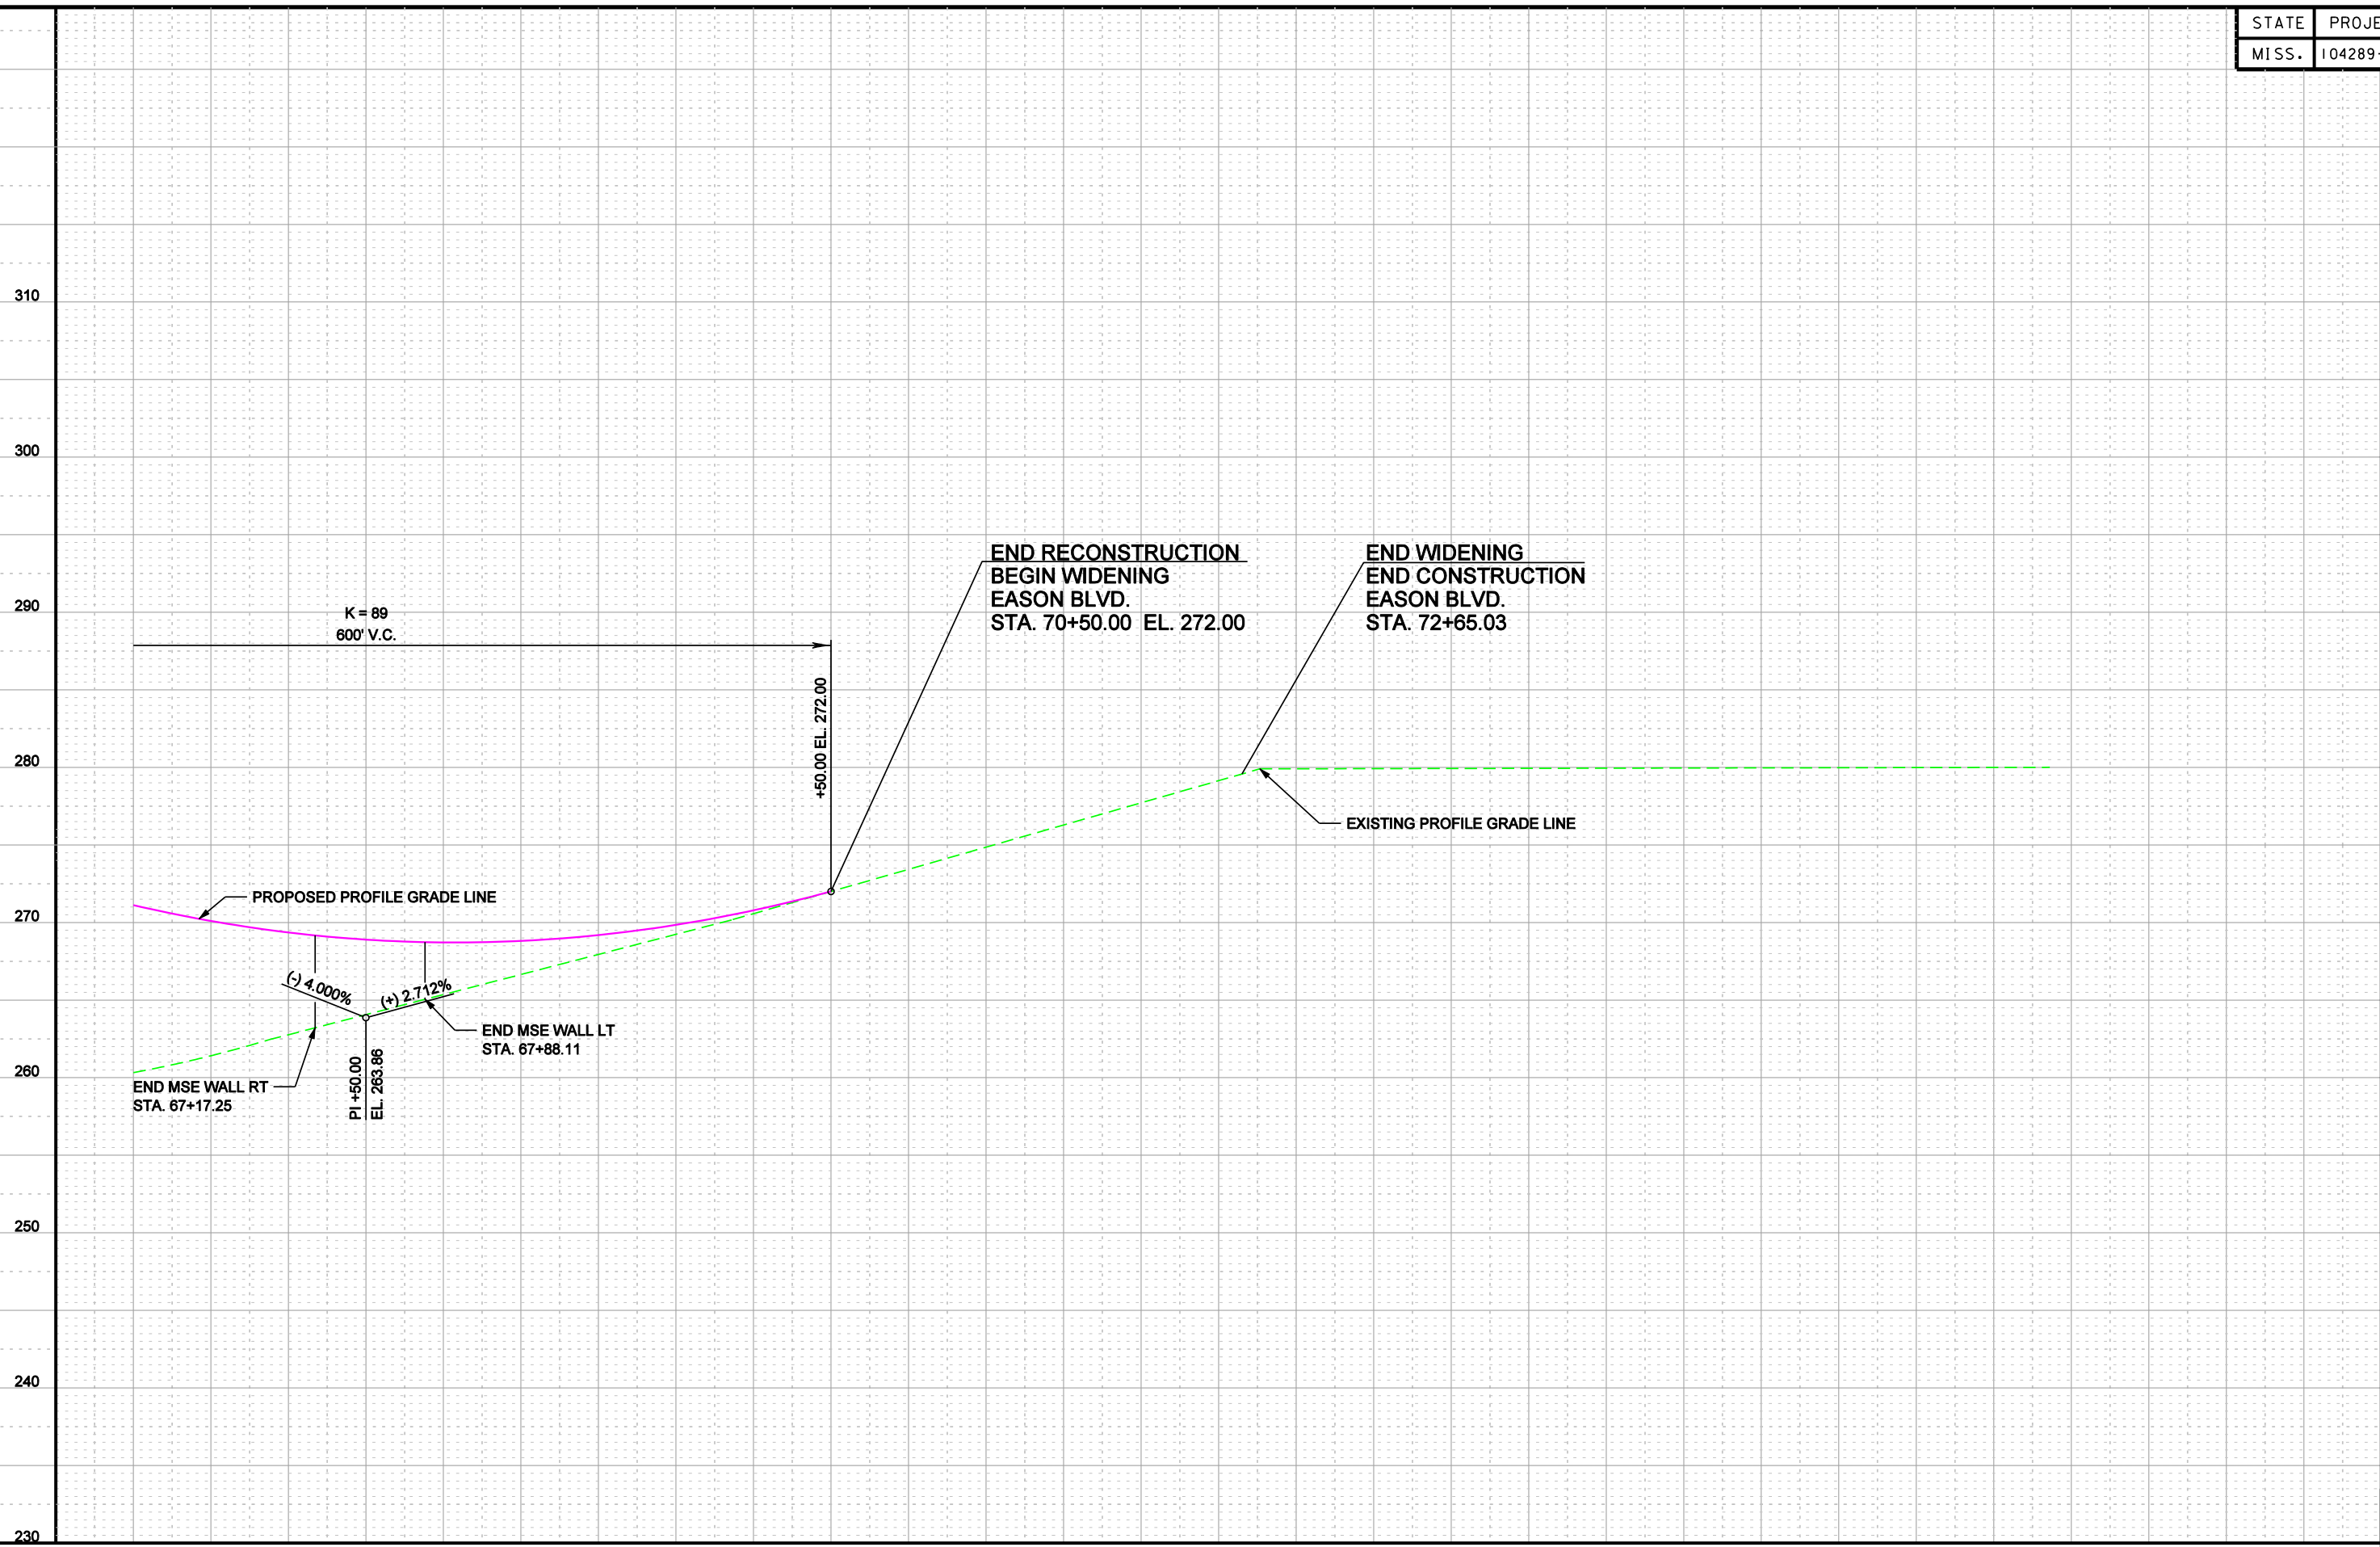 STATE PROJE
MISS. 104289-
310
300
290
280
270
260
250
240
230
K = 89
600' V.C.
END RECONSTRUCTION
BEGIN WIDENING
EASON BLVD.
STA. 70+50.00 EL. 272.00
END WIDENING
END CONSTRUCTION
EASON BLVD.
STA. 72+65.03
+50.00 EL. 272.00
EXISTING PROFILE GRADE LINE
PROPOSED PROFILE GRADE LINE
(-) 4.000%
(+) 2.712%
END MSE WALL LT
STA. 67+88.11
END MSE WALL RT
STA. 67+17.25
PI +50.00
EL. 263.86